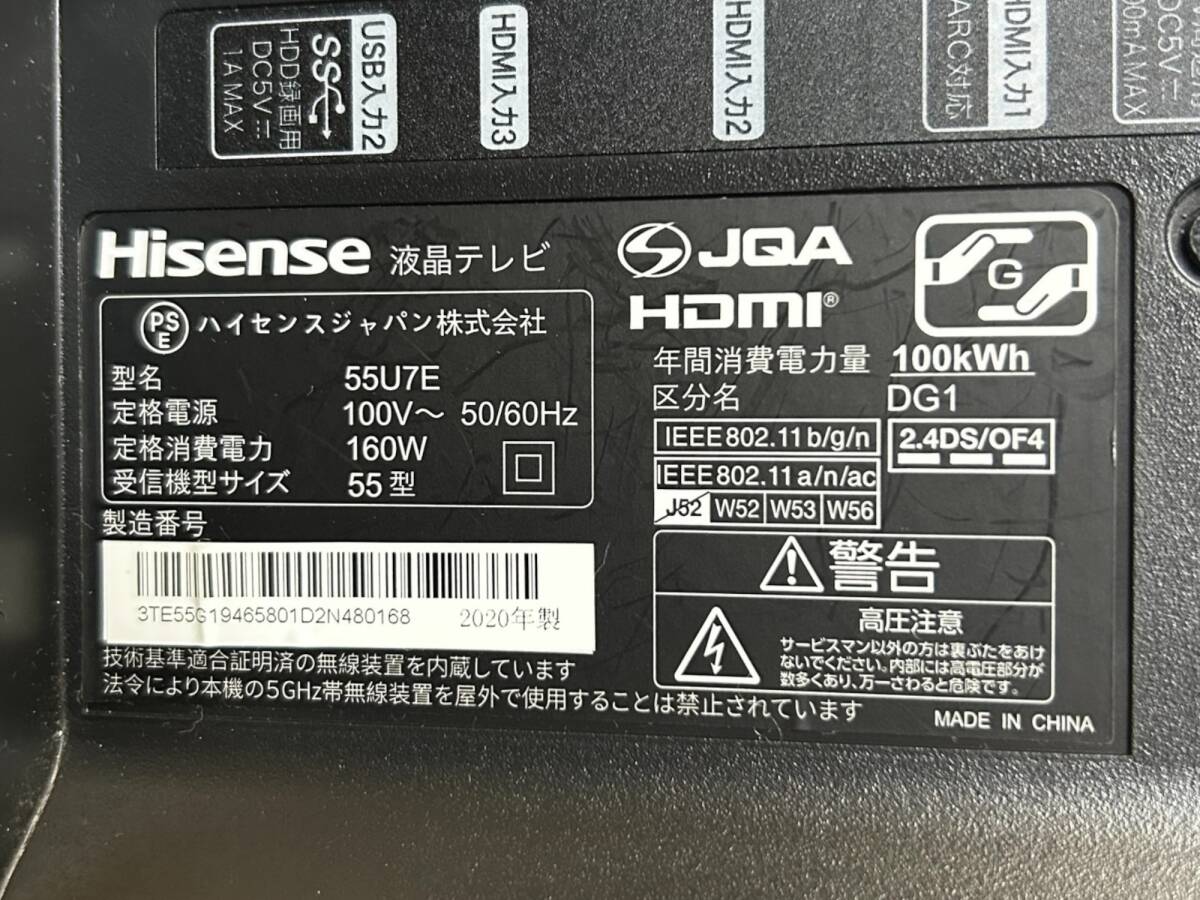 USB入力2
SS
HDD録画用
DC5V⎓
1A MAX
HDMI入力3
HDMI入力2
HDMI入力1
ARC対応
DC5V⎓
00mA MAX
Hisense 液晶テレビ
PSE ハイセンスジャパン株式会社
型名 55U7E
定格電源 100V～ 50/60Hz
定格消費電力 160W
受信機型サイズ 55型
製造番号
3TE55G19465801D2N480168 2020年製
技術基準適合証明済の無線装置を内蔵しています
法令により本機の5GHz帯無線装置を屋外で使用することは禁止されています
JQA
HDMI®
G
年間消費電力量 100kWh
区分名 DG1
IEEE802.11b/g/n
2.4DS/OF4
IEEE802.11a/n/ac
J52 W52 W53 W56
警告
高圧注意
サービスマン以外の方は裏ぶたをあけ
ないでください。内部には高電圧部分が
数多くあり、万一さわると危険です。
MADE IN CHINA